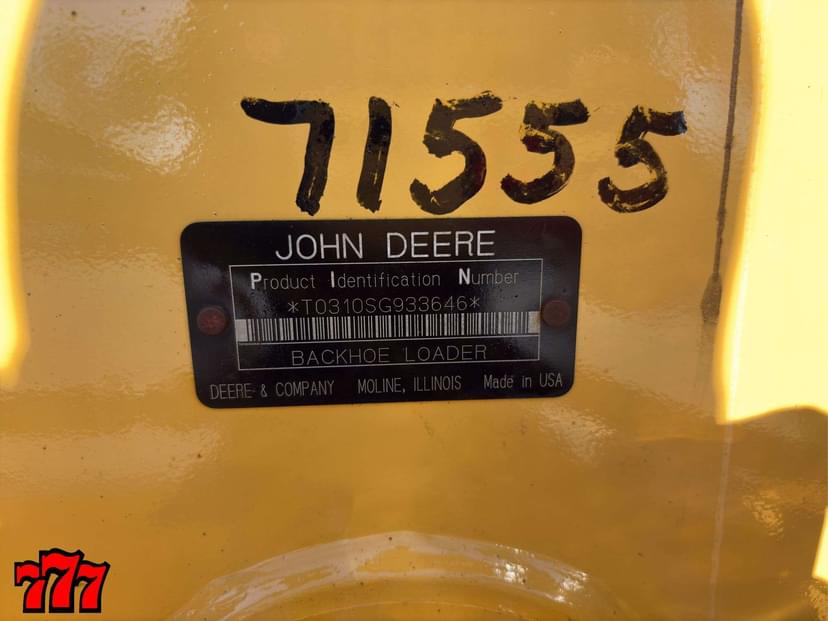 71555
JOHN DEERE
Product Identification Number
*T0310SG933646*
BACKHOE LOADER
DEERE & COMPANY MOLINE, ILLINOIS Made in USA
777